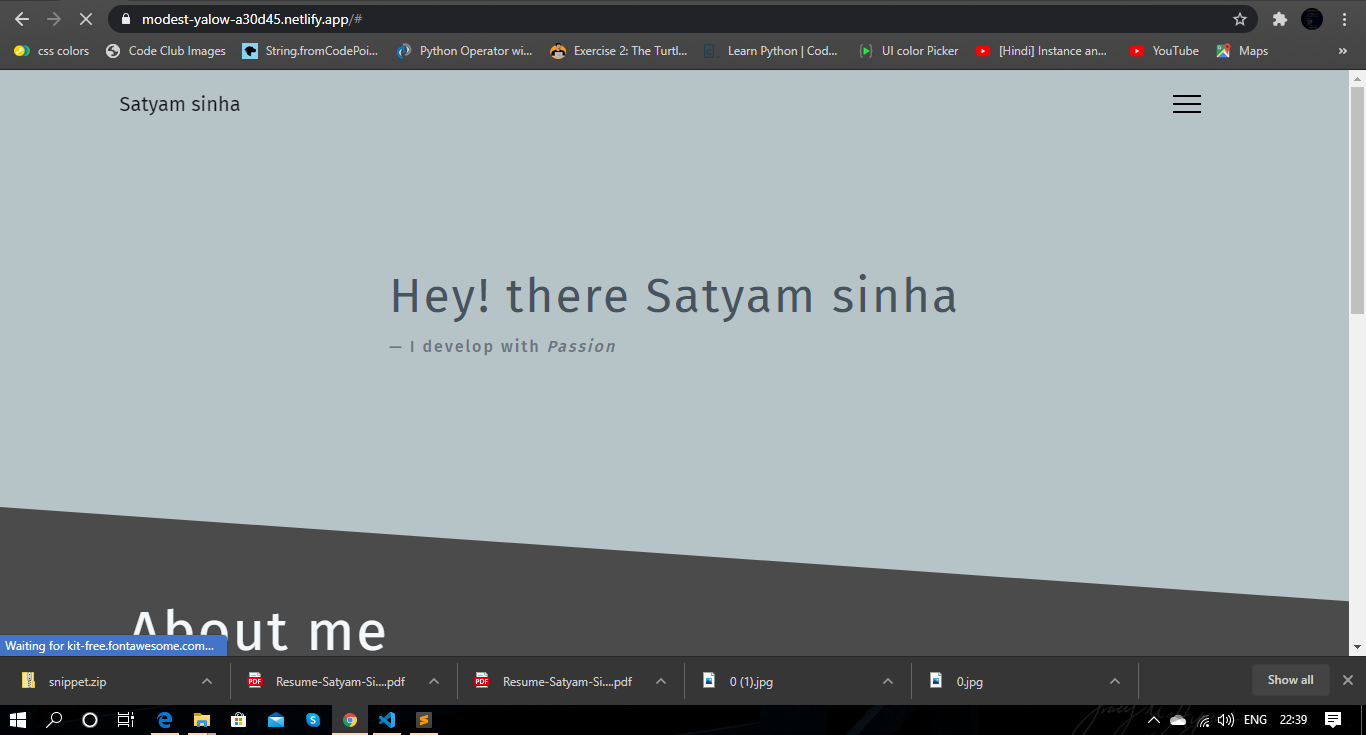 modest-yalow-a30d45.netlify.app/#
css colors Code Club Images String.fromCodePoi... Python Operator wi... Exercise 2: The Turtl... Learn Python | Cod... UI color Picker [Hindi] Instance an... YouTube Maps »
Satyam sinha
Hey! there Satyam sinha
— I develop with Passion
About me
Waiting for kit-free.fontawesome.com...
snippet.zip Resume-Satyam-Si....pdf Resume-Satyam-Si....pdf 0 (1).jpg 0.jpg Show all
ENG 22:39